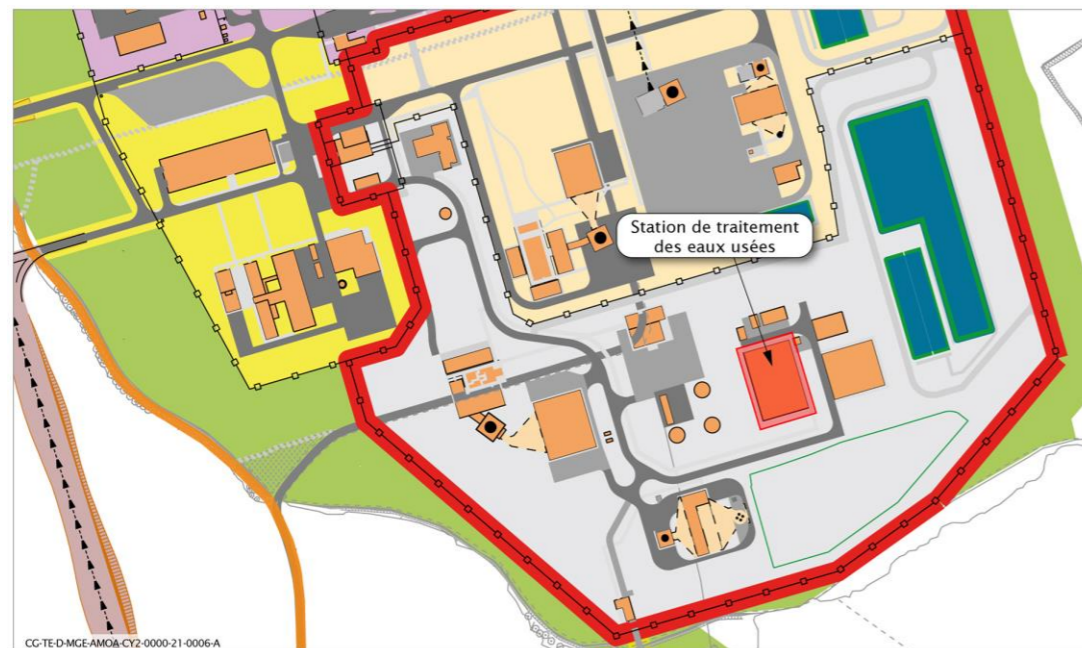 Station de traitement
des eaux usées
CG-TE-D-MGE-AMOA-CY2-0000-21-0006-A